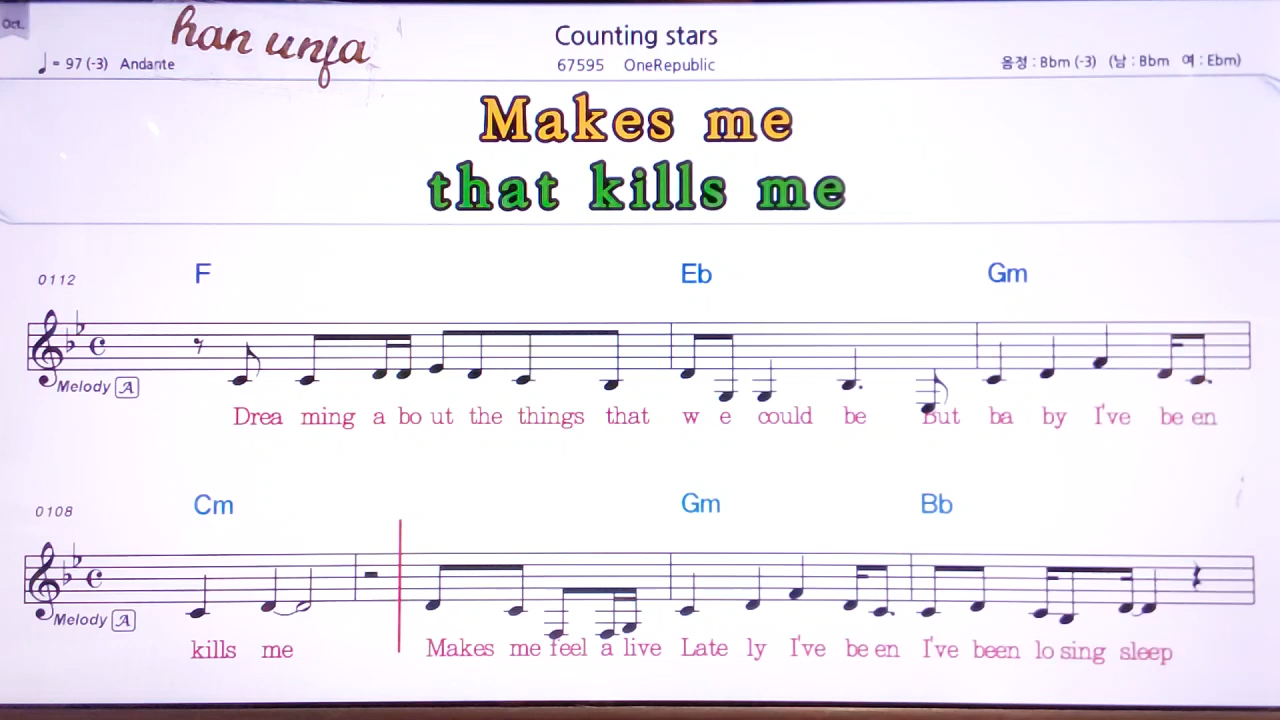 Oct.
han unfa
Counting stars
♩ = 97 (-3) Andante
67595 OneRepublic
음정 : Bbm (-3) (남 : Bbm 여 : Ebm)
Makes me
that kills me
0112 F Eb Gm
Melody A
Drea ming a bo ut the things that w e could be But ba by I've be en
0108 Cm Gm Bb
Melody A
kills me Makes me feel a live Late ly I've be en I've been lo sing sleep